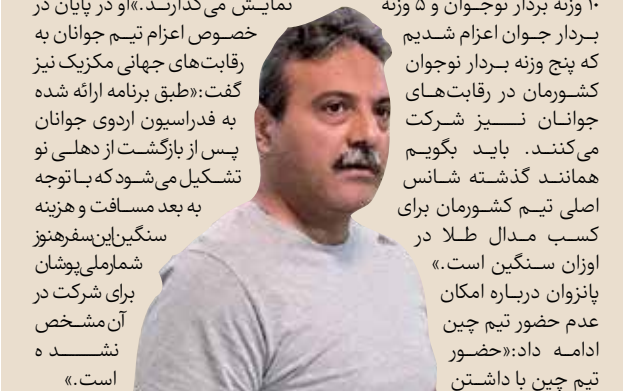 ۱۰ وزنه بردار نوجوان و ۵ وزنه
بردار جوان اعزام شدیم
که پنج وزنه بردار نوجوان
کشورمان در رقابت‌های
جوانان نیز شرکت
می‌کنند. باید بگویم
همانند گذشته شانس
اصلی تیم کشورمان برای
کسب مدال طلا در
اوزان سنگین است.»
پانزوان درباره امکان
عدم حضور تیم چین
ادامه داد:«حضور
تیم چین با داشتن
نمایش می‌گذارند.»او در پایان در
خصوص اعزام تیم جوانان به
رقابت‌های جهانی مکزیک نیز
گفت:«طبق برنامه ارائه شده
به فدراسیون اردوی جوانان
پس از بازگشت از دهلی نو
تشکیل می‌شود که با توجه
به بعد مسافت و هزینه
سنگین‌این‌سفرهنوز
شمارملی‌پوشان
برای شرکت در
آن مشخص
نشده ه
است.»